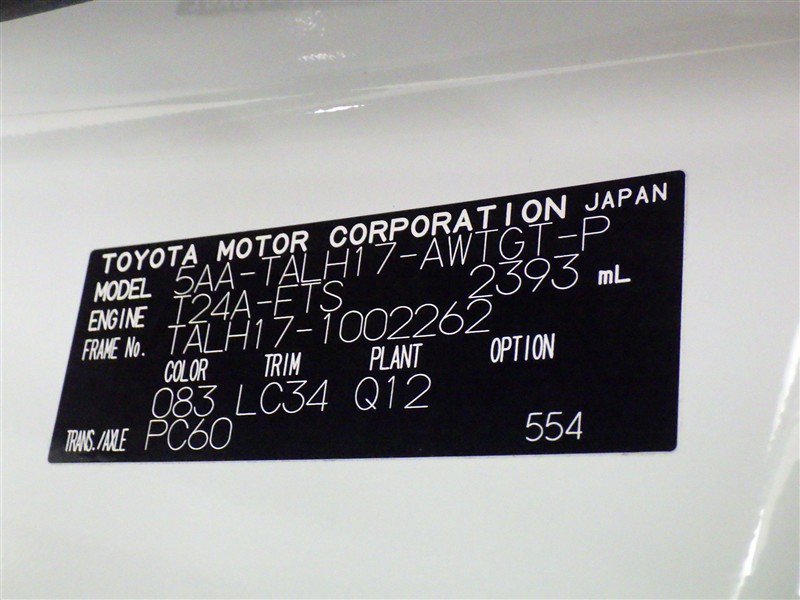 TOYOTA MOTOR CORPORATION JAPAN
MODEL 5AA-TALH17-AWTGT-P
ENGINE T24A-FTS 2393 mL
FRAME No. TALH17-1002262
COLOR TRIM PLANT OPTION
083 LC34 Q12
TRANS./AXLE PC60 554